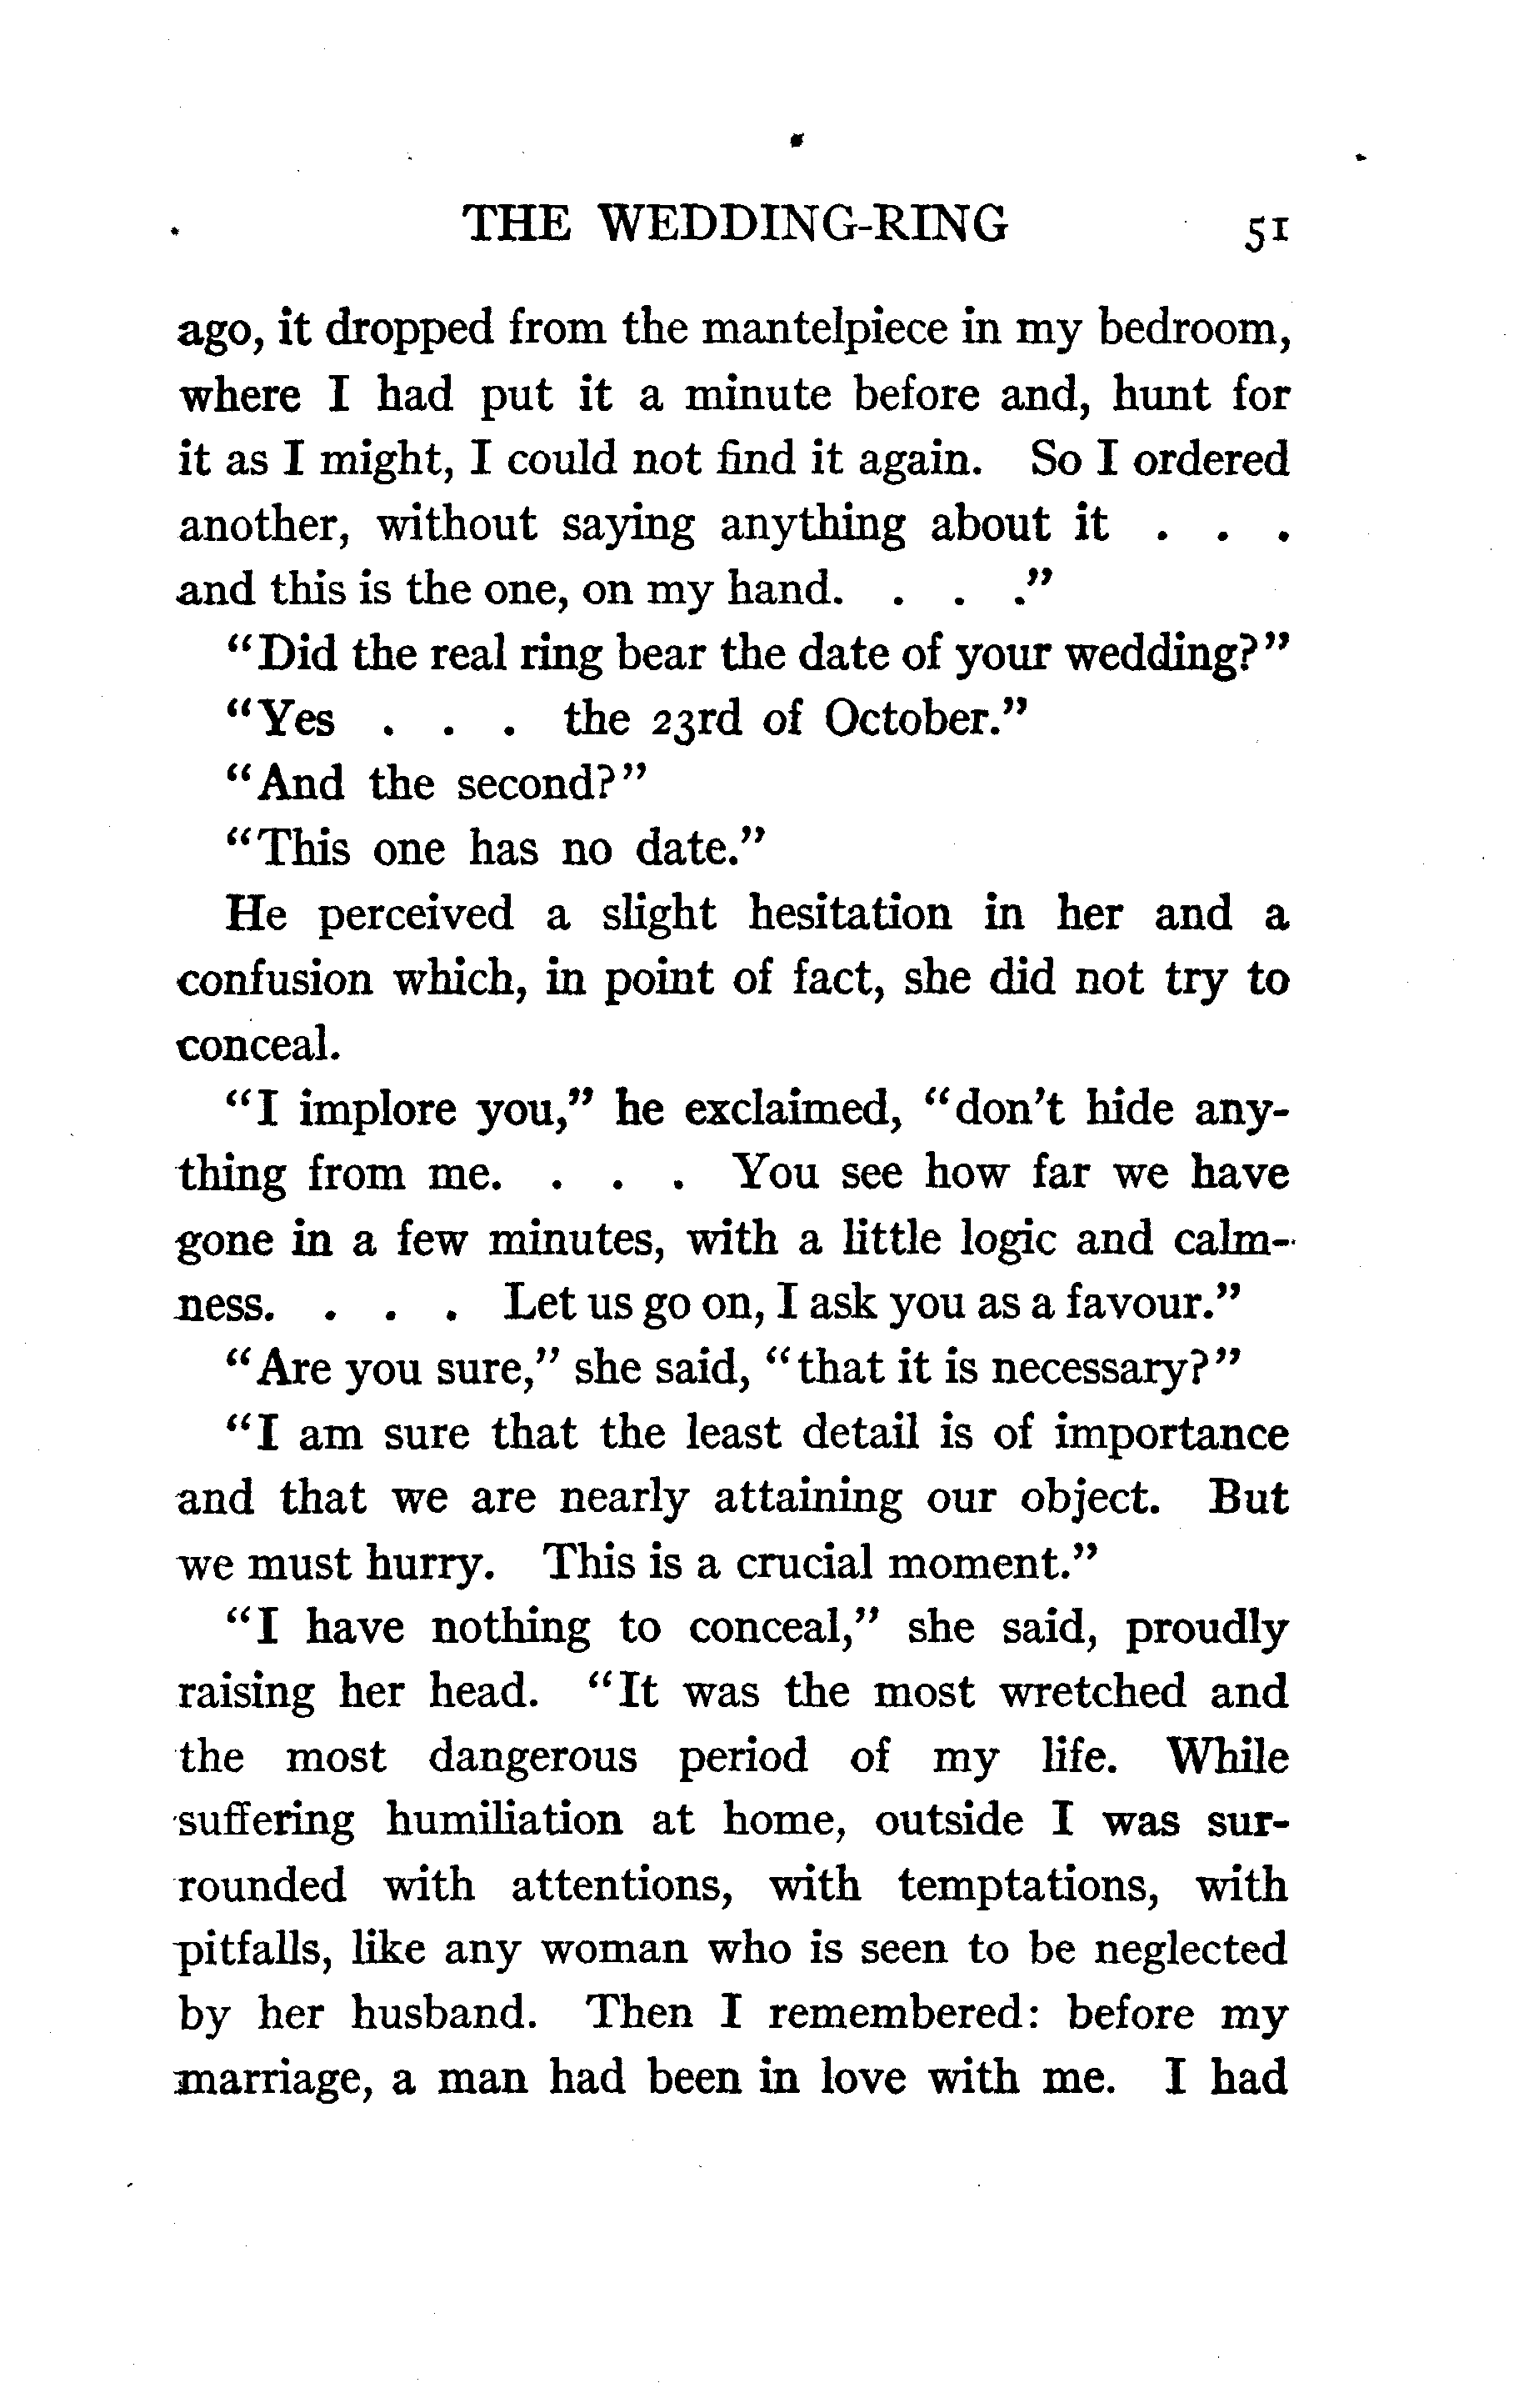 THE WEDDING-RING 51
ago, it dropped from the mantelpiece in my bedroom,
where I had put it a minute before and, hunt for
it as I might, I could not find it again. So I ordered
another, without saying anything about it . . .
and this is the one, on my hand. . . ."
"Did the real ring bear the date of your wedding?"
"Yes . . . the 23rd of October."
"And the second?"
"This one has no date."
He perceived a slight hesitation in her and a
confusion which, in point of fact, she did not try to
conceal.
"I implore you," he exclaimed, "don't hide any-
thing from me. . . . You see how far we have
gone in a few minutes, with a little logic and calm-
ness. . . . Let us go on, I ask you as a favour."
"Are you sure," she said, "that it is necessary?"
"I am sure that the least detail is of importance
and that we are nearly attaining our object. But
we must hurry. This is a crucial moment."
"I have nothing to conceal," she said, proudly
raising her head. "It was the most wretched and
the most dangerous period of my life. While
suffering humiliation at home, outside I was sur-
rounded with attentions, with temptations, with
pitfalls, like any woman who is seen to be neglected
by her husband. Then I remembered: before my
marriage, a man had been in love with me. I had